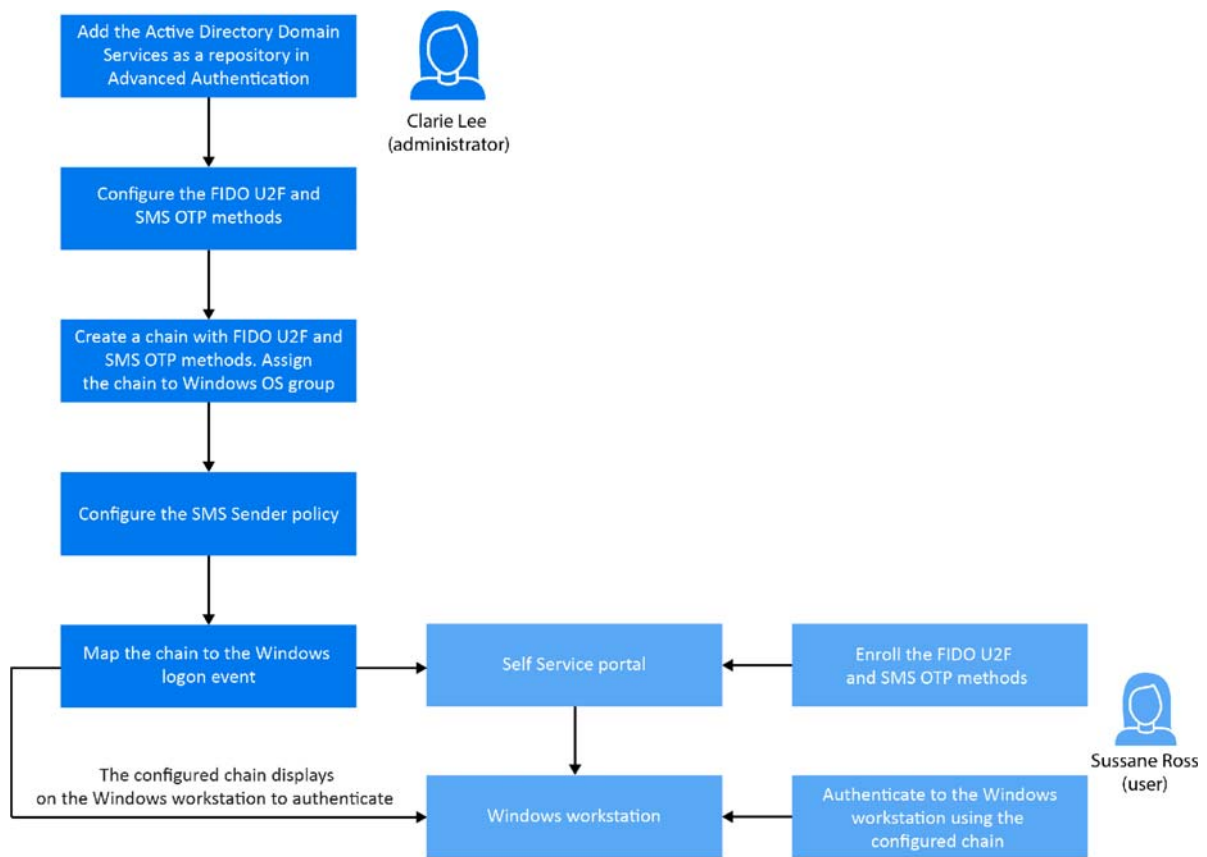 Add the Active Directory Domain
Services as a repository in
Advanced Authentication
Clarie Lee
(administrator)
Configure the FIDO U2F and
SMS OTP methods
Create a chain with FIDO U2F and
SMS OTP methods. Assign
the chain to Windows OS group
Configure the SMS Sender policy
Map the chain to the Windows
logon event
Self Service portal
Enroll the FIDO U2F
and SMS OTP methods
Sussane Ross
(user)
The configured chain displays
on the Windows workstation to authenticate
Windows workstation
Authenticate to the Windows
workstation using the
configured chain